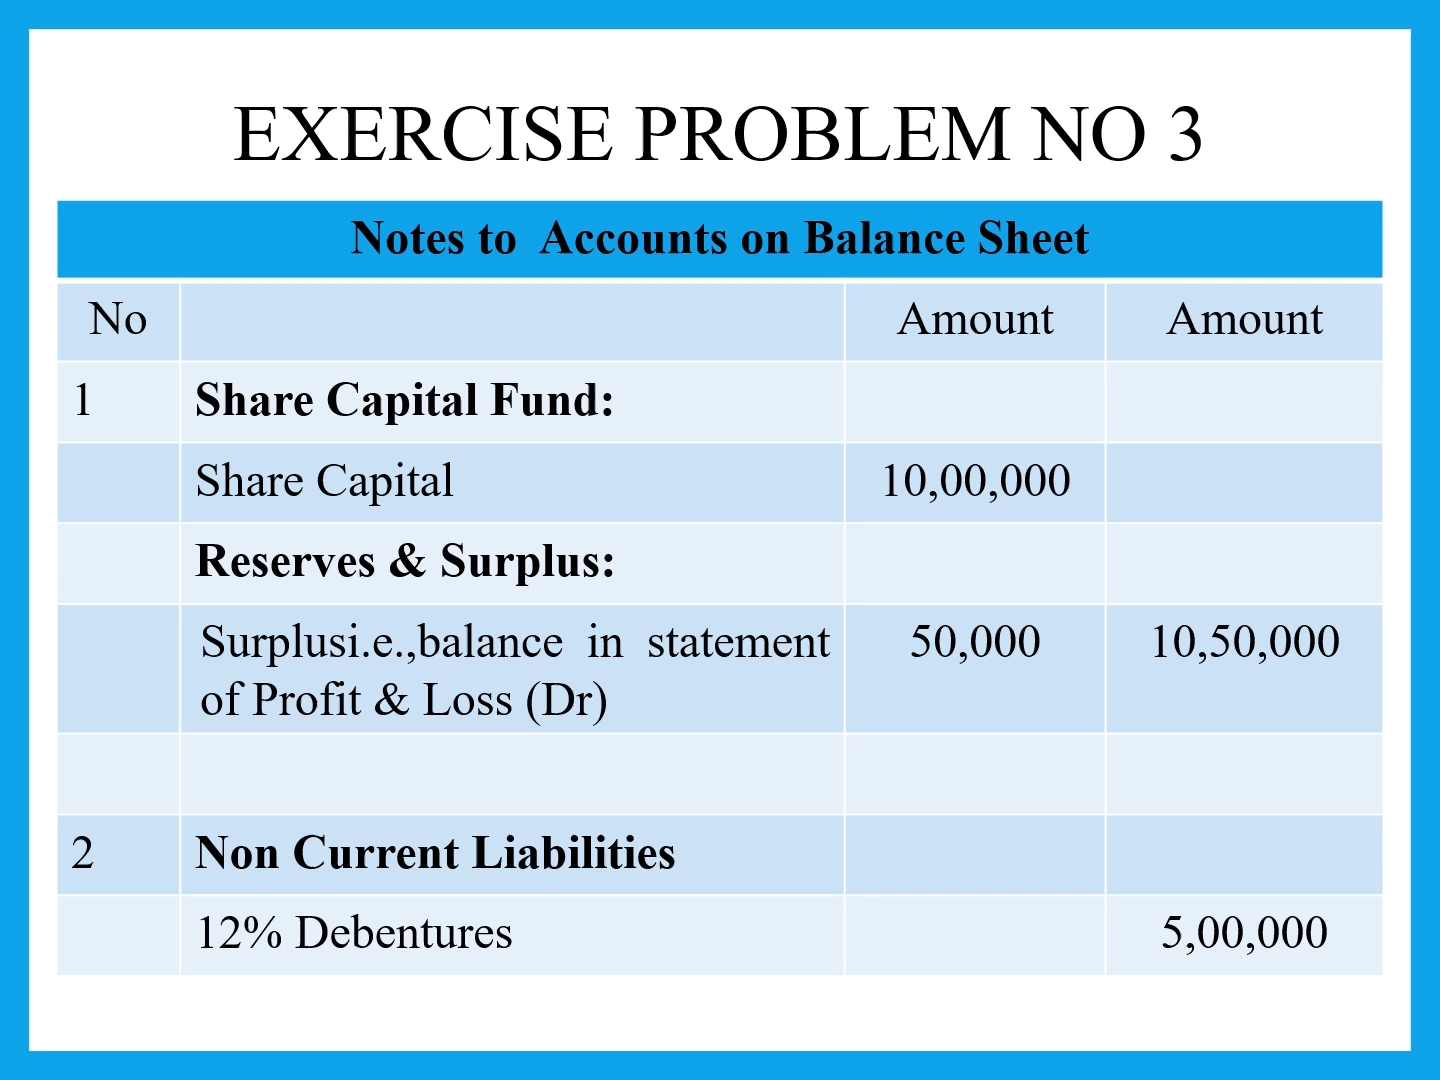 EXERCISE PROBLEM NO 3
Notes to Accounts on Balance Sheet
No Amount Amount
1 Share Capital Fund:
Share Capital 10,00,000
Reserves & Surplus:
Surplusi.e.,balance in statement 50,000 10,50,000
of Profit & Loss (Dr)
2 Non Current Liabilities
12% Debentures 5,00,000